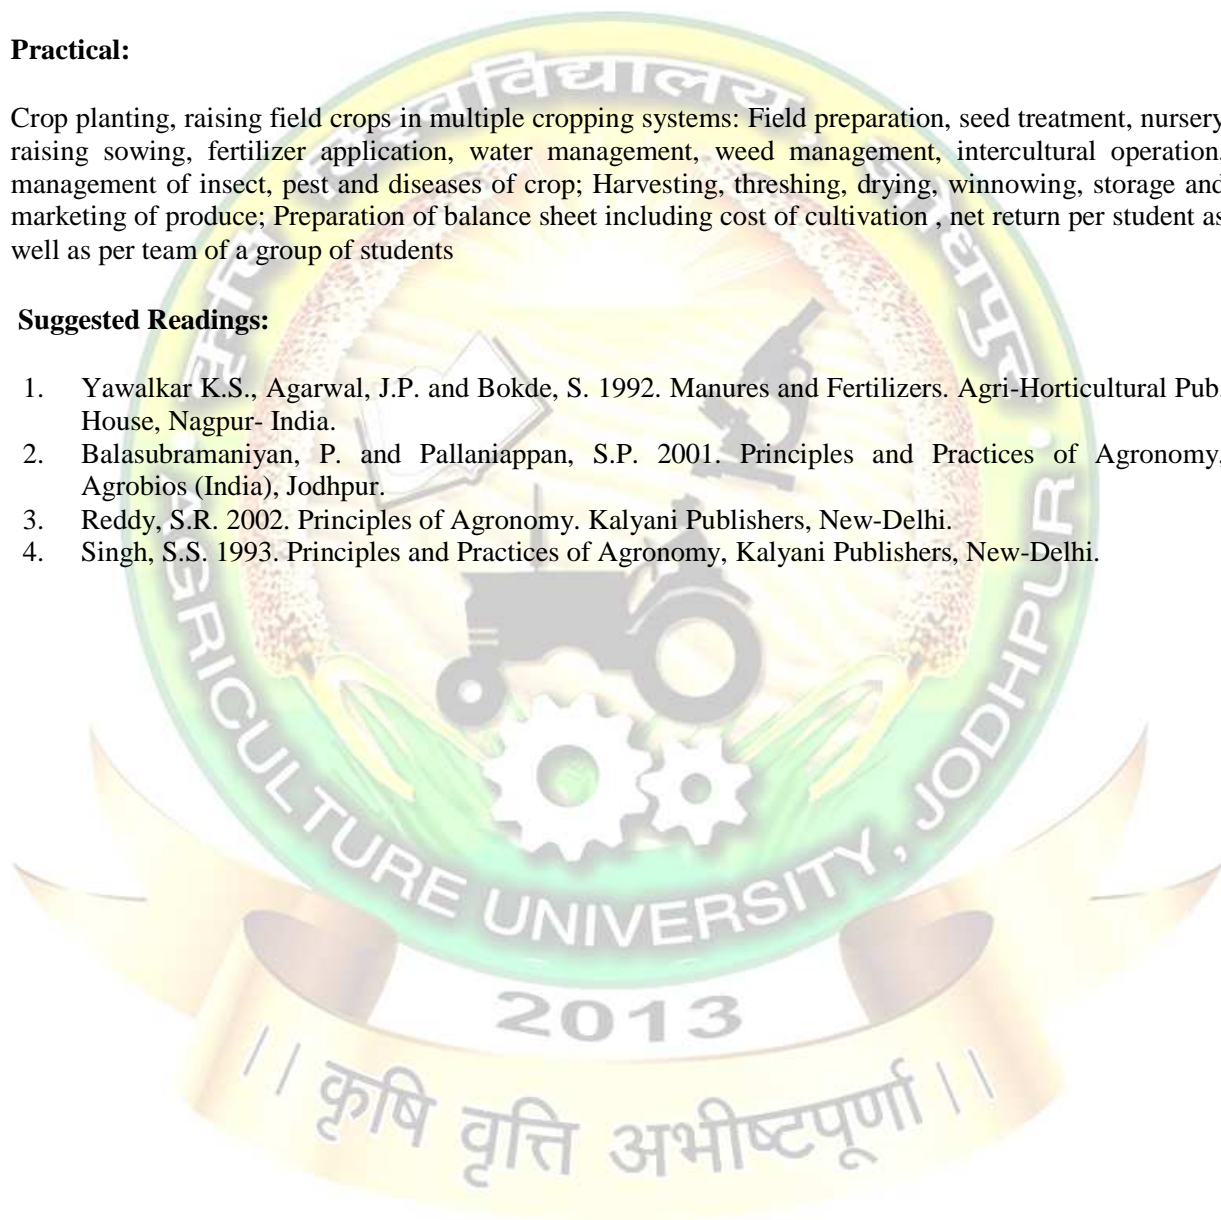 Practical:
Crop planting, raising field crops in multiple cropping systems: Field preparation, seed treatment, nursery
raising sowing, fertilizer application, water management, weed management, intercultural operation,
management of insect, pest and diseases of crop; Harvesting, threshing, drying, winnowing, storage and
marketing of produce; Preparation of balance sheet including cost of cultivation , net return per student as
well as per team of a group of students
Suggested Readings:
1. Yawalkar K.S., Agarwal, J.P. and Bokde, S. 1992. Manures and Fertilizers. Agri-Horticultural Pub.
House, Nagpur- India.
2. Balasubramaniyan, P. and Pallaniappan, S.P. 2001. Principles and Practices of Agronomy,
Agrobios (India), Jodhpur.
3. Reddy, S.R. 2002. Principles of Agronomy. Kalyani Publishers, New-Delhi.
4. Singh, S.S. 1993. Principles and Practices of Agronomy, Kalyani Publishers, New-Delhi.
कृषि विश्वविद्यालय, जोधपुर
AGRICULTURE UNIVERSITY, JODHPUR.
2013
|| कृषि वृत्ति अभीष्टपूर्णा ||